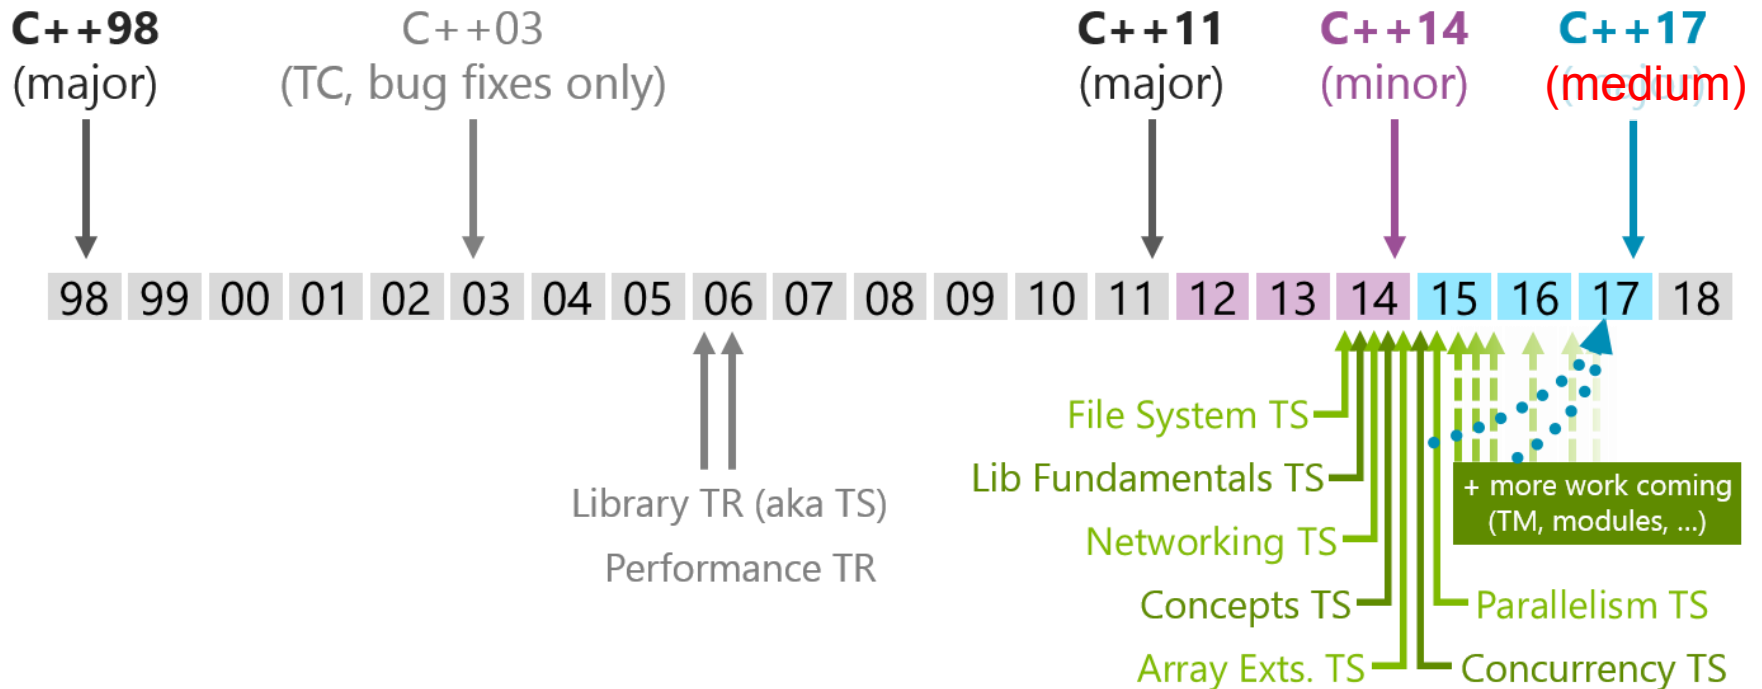 C++98
(major)
C++03
(TC, bug fixes only)
C++11
(major)
C++14
(minor)
C++17
(medium)
98 99 00 01 02 03 04 05 06 07 08 09 10 11 12 13 14 15 16 17 18
File System TS
Lib Fundamentals TS
Networking TS
Concepts TS
Array Exts. TS
Library TR (aka TS)
Performance TR
+ more work coming
(TM, modules, ...)
Parallelism TS
Concurrency TS